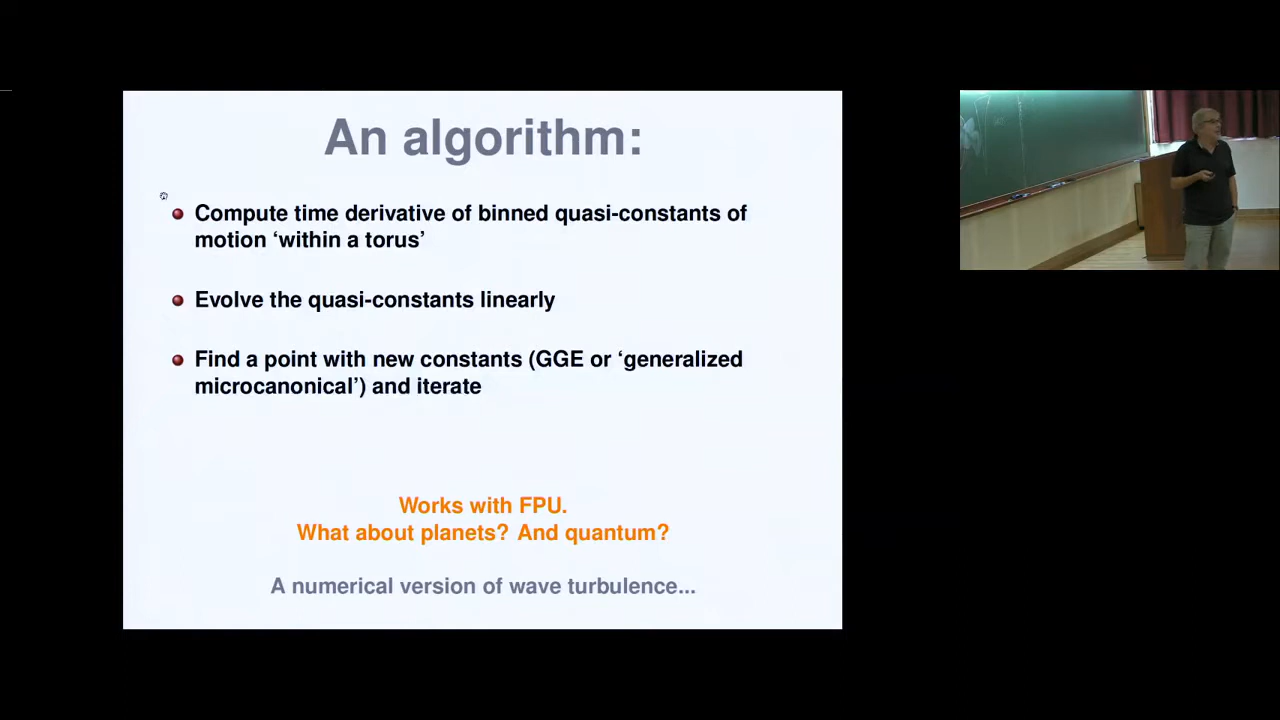 An algorithm:
Compute time derivative of binned quasi-constants of
motion ‘within a torus’
Evolve the quasi-constants linearly
Find a point with new constants (GGE or ‘generalized
microcanonical’) and iterate
Works with FPU.
What about planets? And quantum?
A numerical version of wave turbulence...